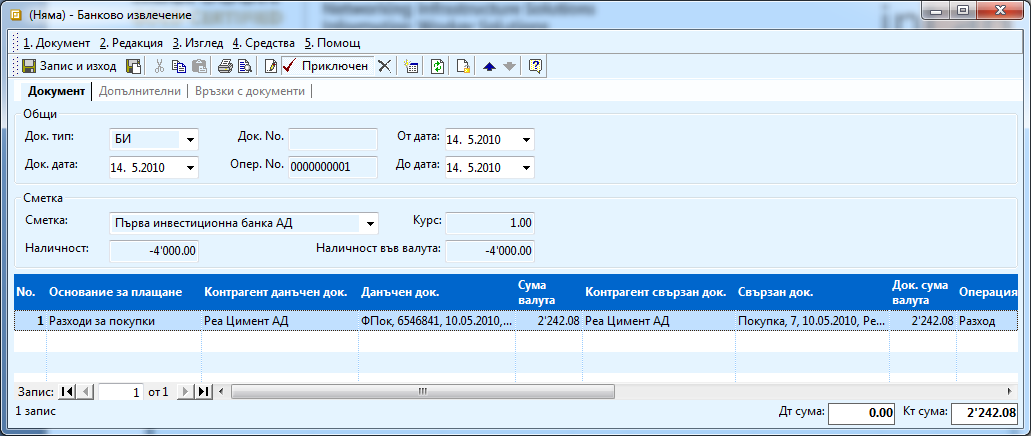 (Няма) - Банково извлечение
1. Документ 2. Редакция 3. Изглед 4. Средства 5. Помощ
Запис и изход Приключен
Документ Допълнителни Връзки с документи
Общи
Док. тип: БИ Док. No. От дата: 14. 5.2010
Док. дата: 14. 5.2010 Опер. No. 0000000001 До дата: 14. 5.2010
Сметка
Сметка: Първа инвестиционна банка АД Курс: 1.00
Наличност: -4'000.00 Наличност във валута: -4'000.00
No. Основание за плащане Контрагент данъчен док. Данъчен док. Сума валута Контрагент свързан док. Свързан док. Док. сума валута Операция
1 Разходи за покупки Реа Цимент АД ФПок, 6546841, 10.05.2010,... 2'242.08 Реа Цимент АД Покупка, 7, 10.05.2010, Ре... 2'242.08 Разход
Запис: 1 от 1
1 запис Дт сума: 0.00 Кт сума: 2'242.08